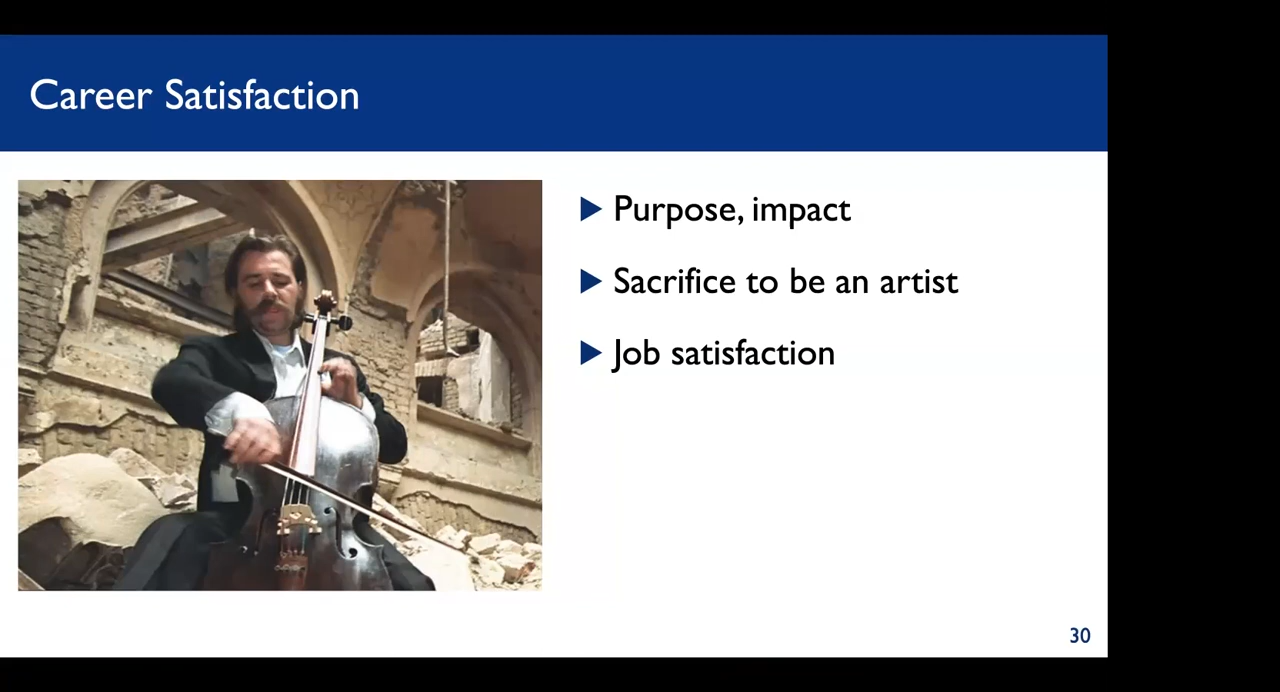 Career Satisfaction
Purpose, impact
Sacrifice to be an artist
Job satisfaction
30